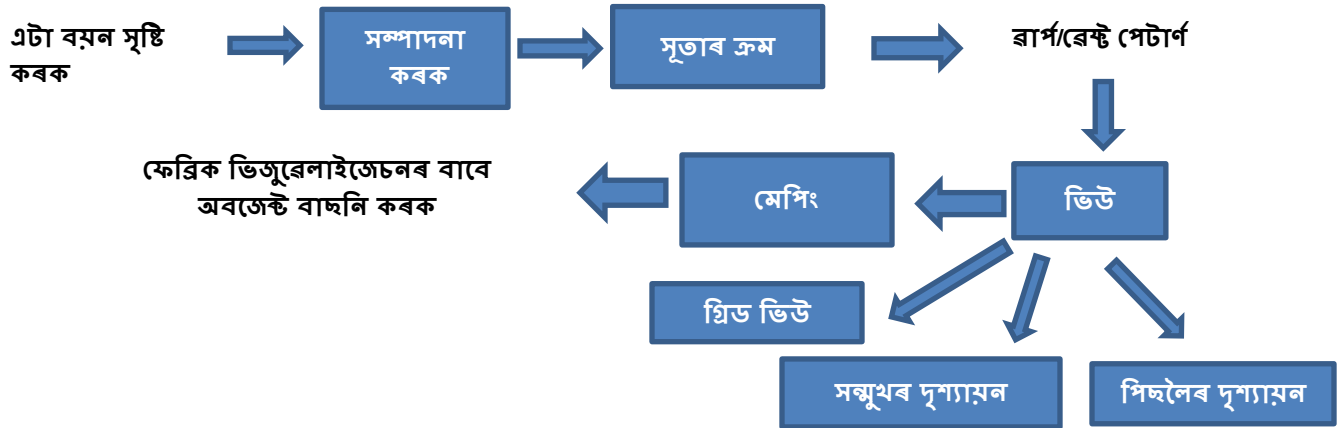 এটা বয়ন সৃষ্টি
কৰক
সম্পাদনা
কৰক
সূতাৰ ক্ৰম
ৱাৰ্প/ৱেফ্ট পেটাৰ্ণ
ফেব্ৰিক ভিজুৱেলাইজেচনৰ বাবে
অবজেক্ট বাছনি কৰক
মেপিং
ভিউ
গ্ৰিড ভিউ
সন্মুখৰ দৃশ্যায়ন
পিছলৈৰ দৃশ্যায়ন